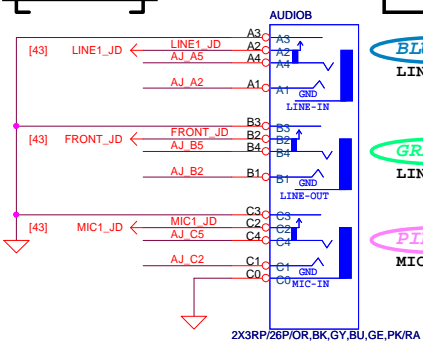 AUDIOB
A3 A3
[43] LINE1_JD LINE1_JD A2 A2
AJ_A5 A4 A4
AJ_A2 A1 A1
GND
LINE-IN
B3 B3
[43] FRONT_JD FRONT_JD B2 B2
AJ_B5 B4 B4
AJ_B2 B1 B1
GND
LINE-OUT
C3 C3
[43] MIC1_JD MIC1_JD C2 C2
AJ_C5 C4 C4
AJ_C2 C1 C1
GND
C0 C0
MIC-IN
2X3RP/26P/OR,BK,GY,BU,GE,PK/RA